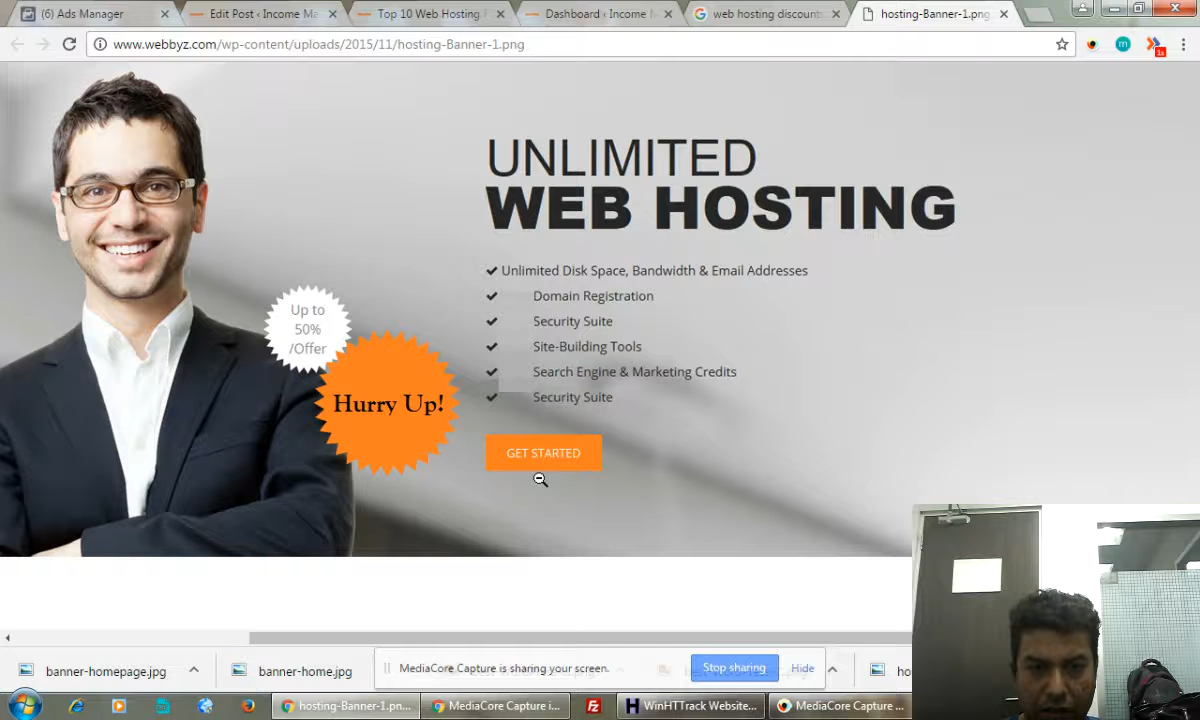 (6) Ads Manager
Edit Post ‹ Income Ma
Top 10 Web Hosting
Dashboard ‹ Income M
web hosting discounts
hosting-Banner-1.png
www.webbyz.com/wp-content/uploads/2015/11/hosting-Banner-1.png
1s
UNLIMITED
WEB HOSTING
Unlimited Disk Space, Bandwidth & Email Addresses
Domain Registration
Security Suite
Site-Building Tools
Search Engine & Marketing Credits
Security Suite
Up to
50%
/Offer
Hurry Up!
GET STARTED
banner-homepage.jpg
banner-home.jpg
MediaCore Capture is sharing your screen.
Stop sharing
Hide
ho
hosting-Banner-1.pn...
MediaCore Capture i...
WinHTTrack Website...
MediaCore Capture ...